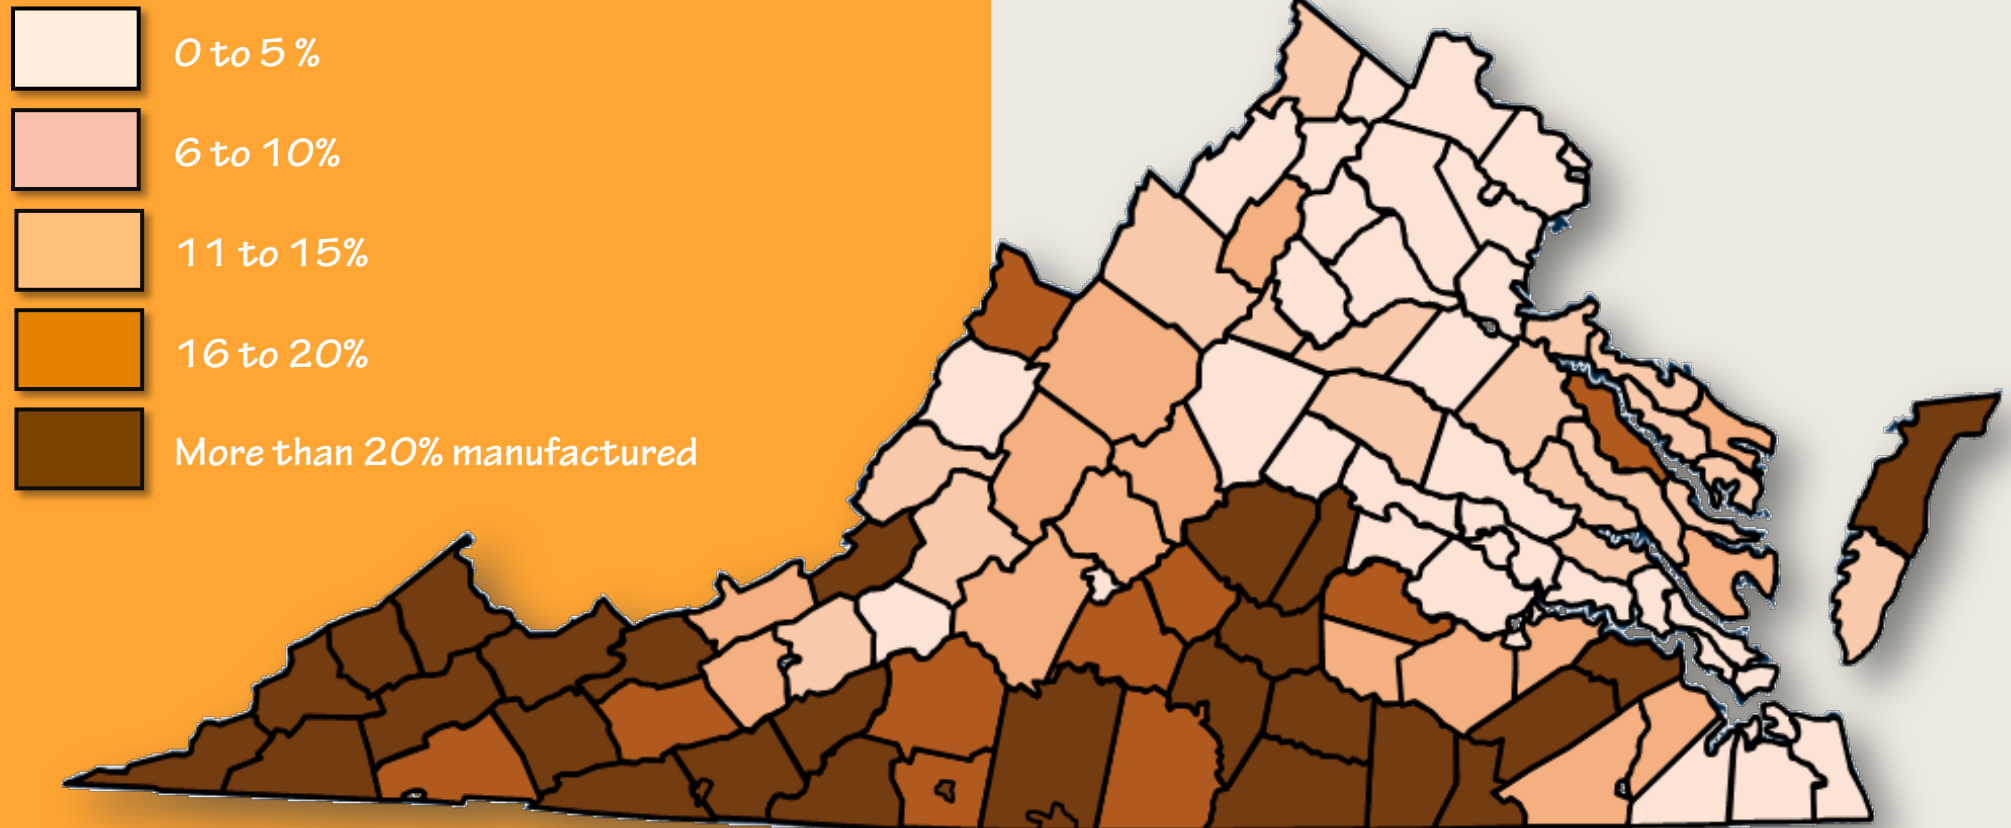 0 to 5 %
6 to 10%
11 to 15%
16 to 20%
More than 20% manufactured